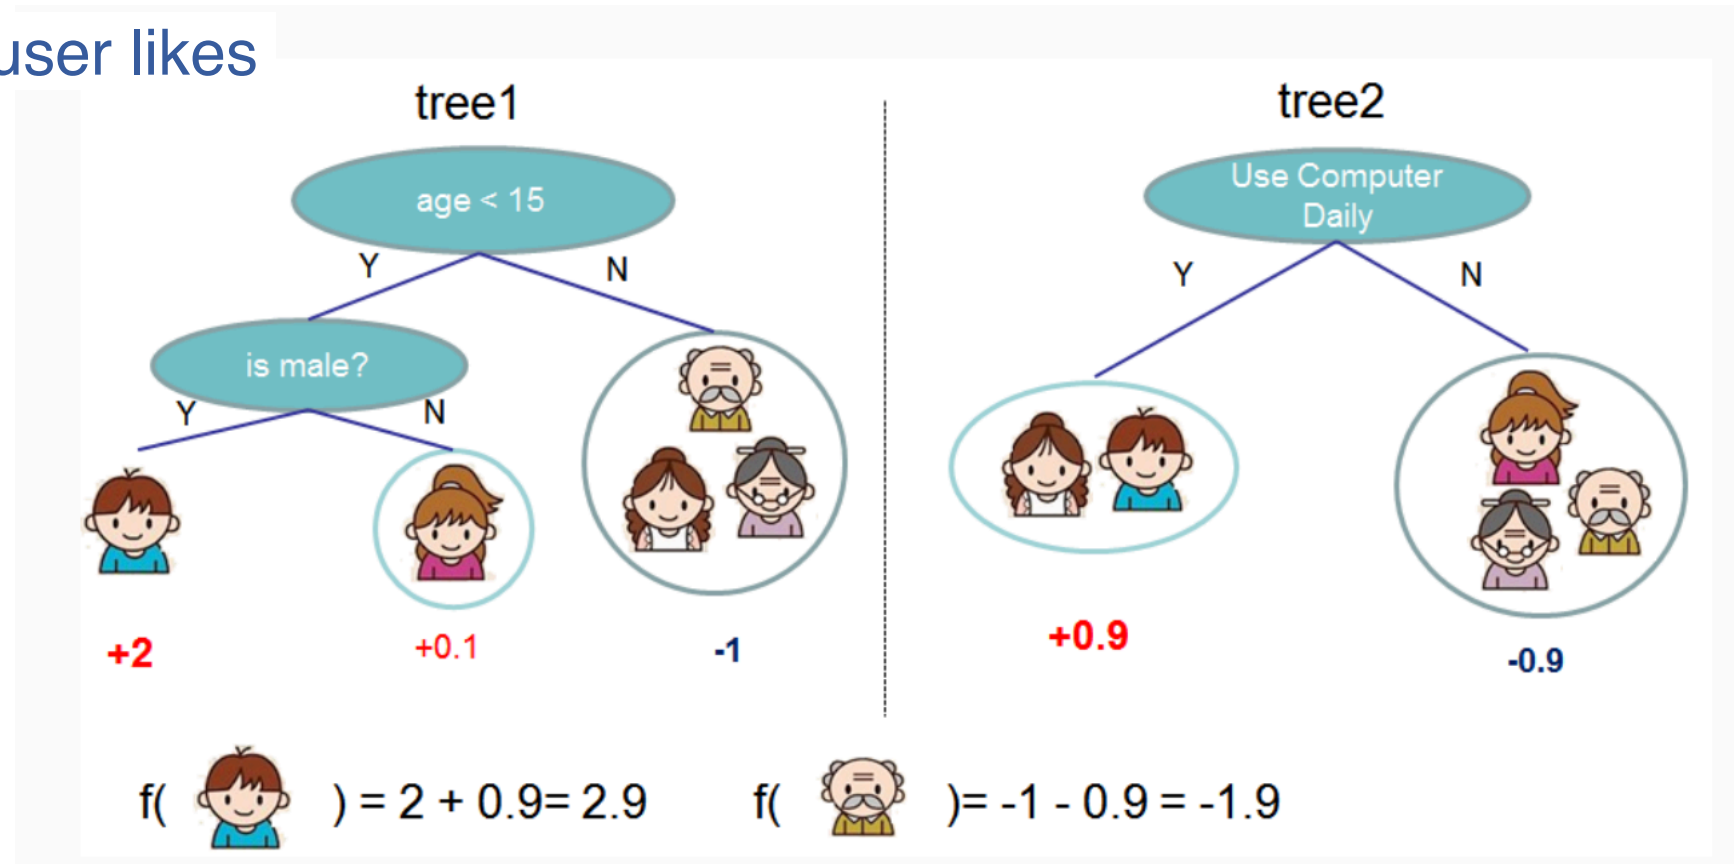 user likes
tree1
tree2
age < 15
Use Computer
Daily
Y
N
Y
N
is male?
Y
N
+2
+0.1
-1
+0.9
-0.9
f( ) = 2 + 0.9= 2.9
f( )= -1 - 0.9 = -1.9